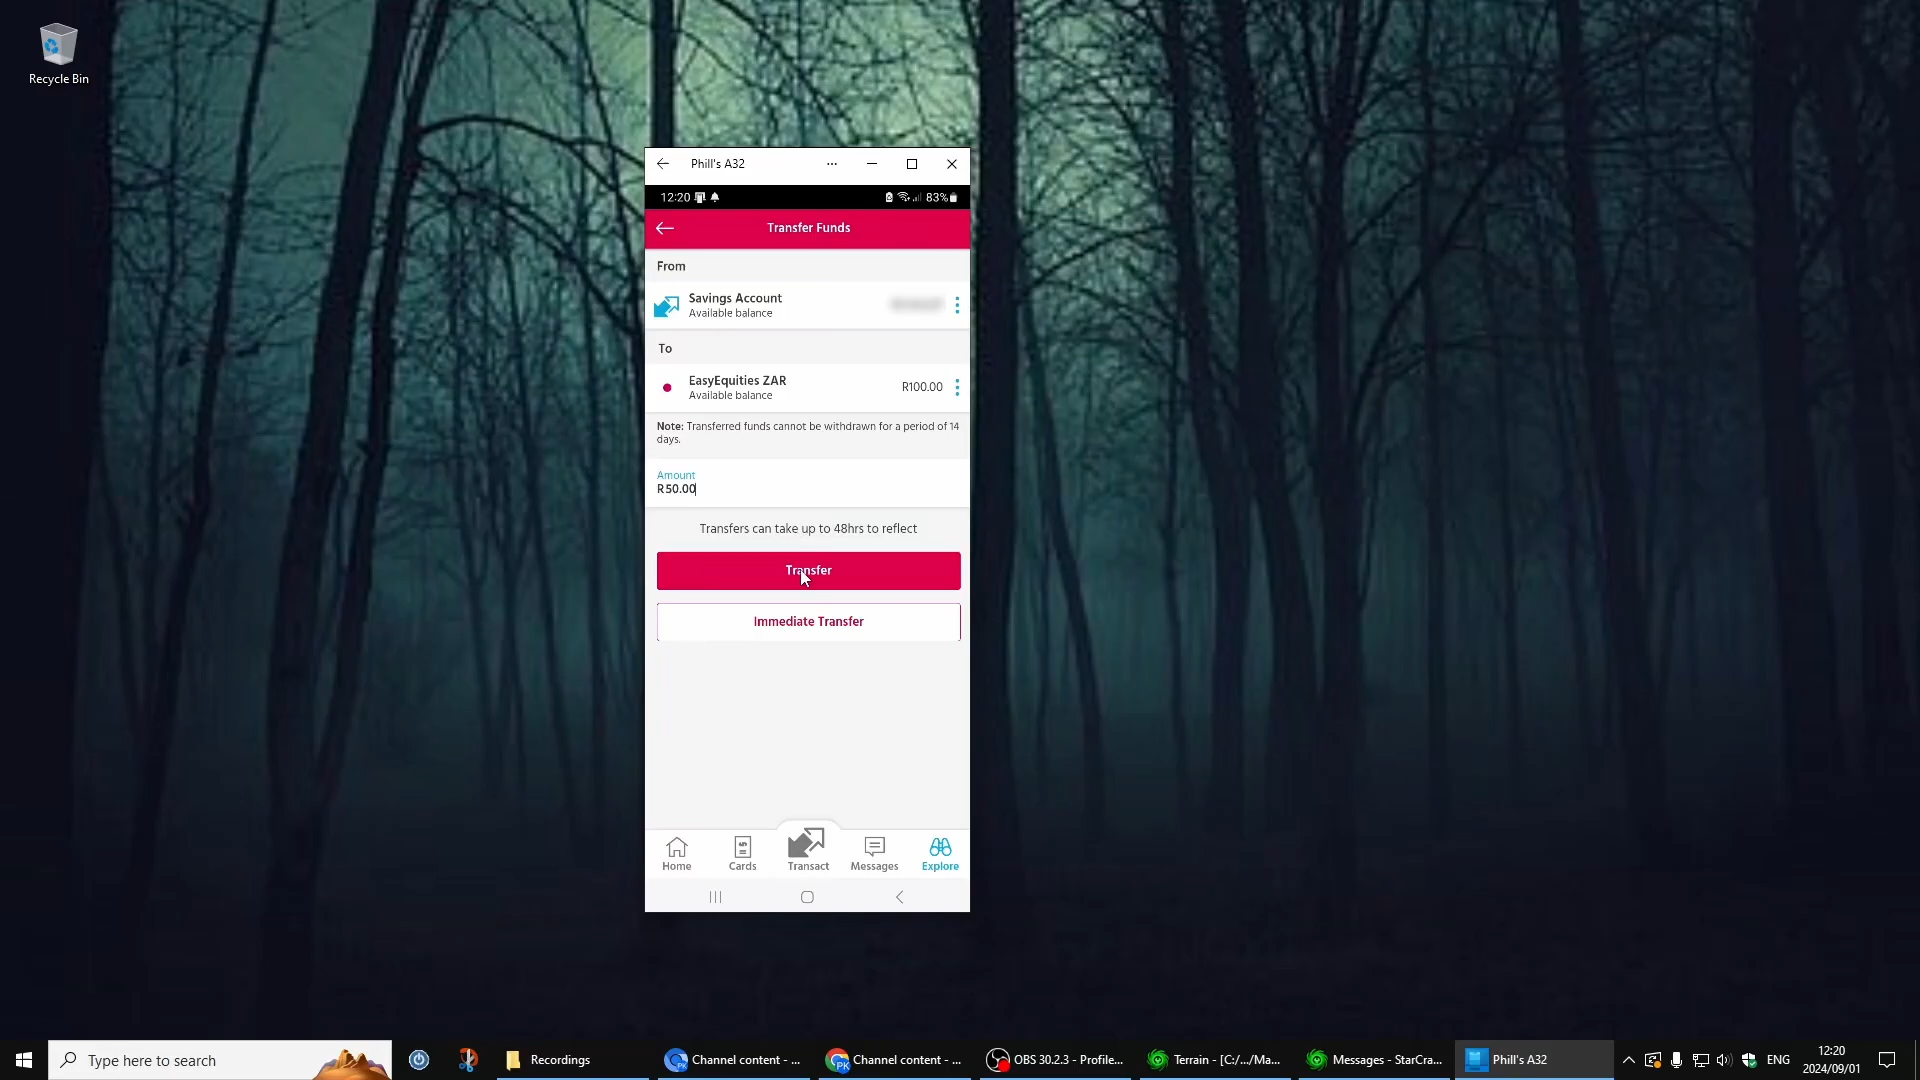 Recycle Bin
Phill's A32
12:20 83%
Transfer Funds
From
Savings Account
Available balance
To
EasyEquities ZAR
Available balance
R100.00
Note: Transferred funds cannot be withdrawn for a period of 14
days.
Amount
R50.00
Transfers can take up to 48hrs to reflect
Transfer
Immediate Transfer
Home
Cards
Transact
Messages
Explore
Type here to search
Recordings
Channel content - ...
Channel content - ...
OBS 30.2.3 - Profile...
Terrain - [C:/.../Ma...
Messages - StarCra...
Phill's A32
ENG
12:20
2024/09/01